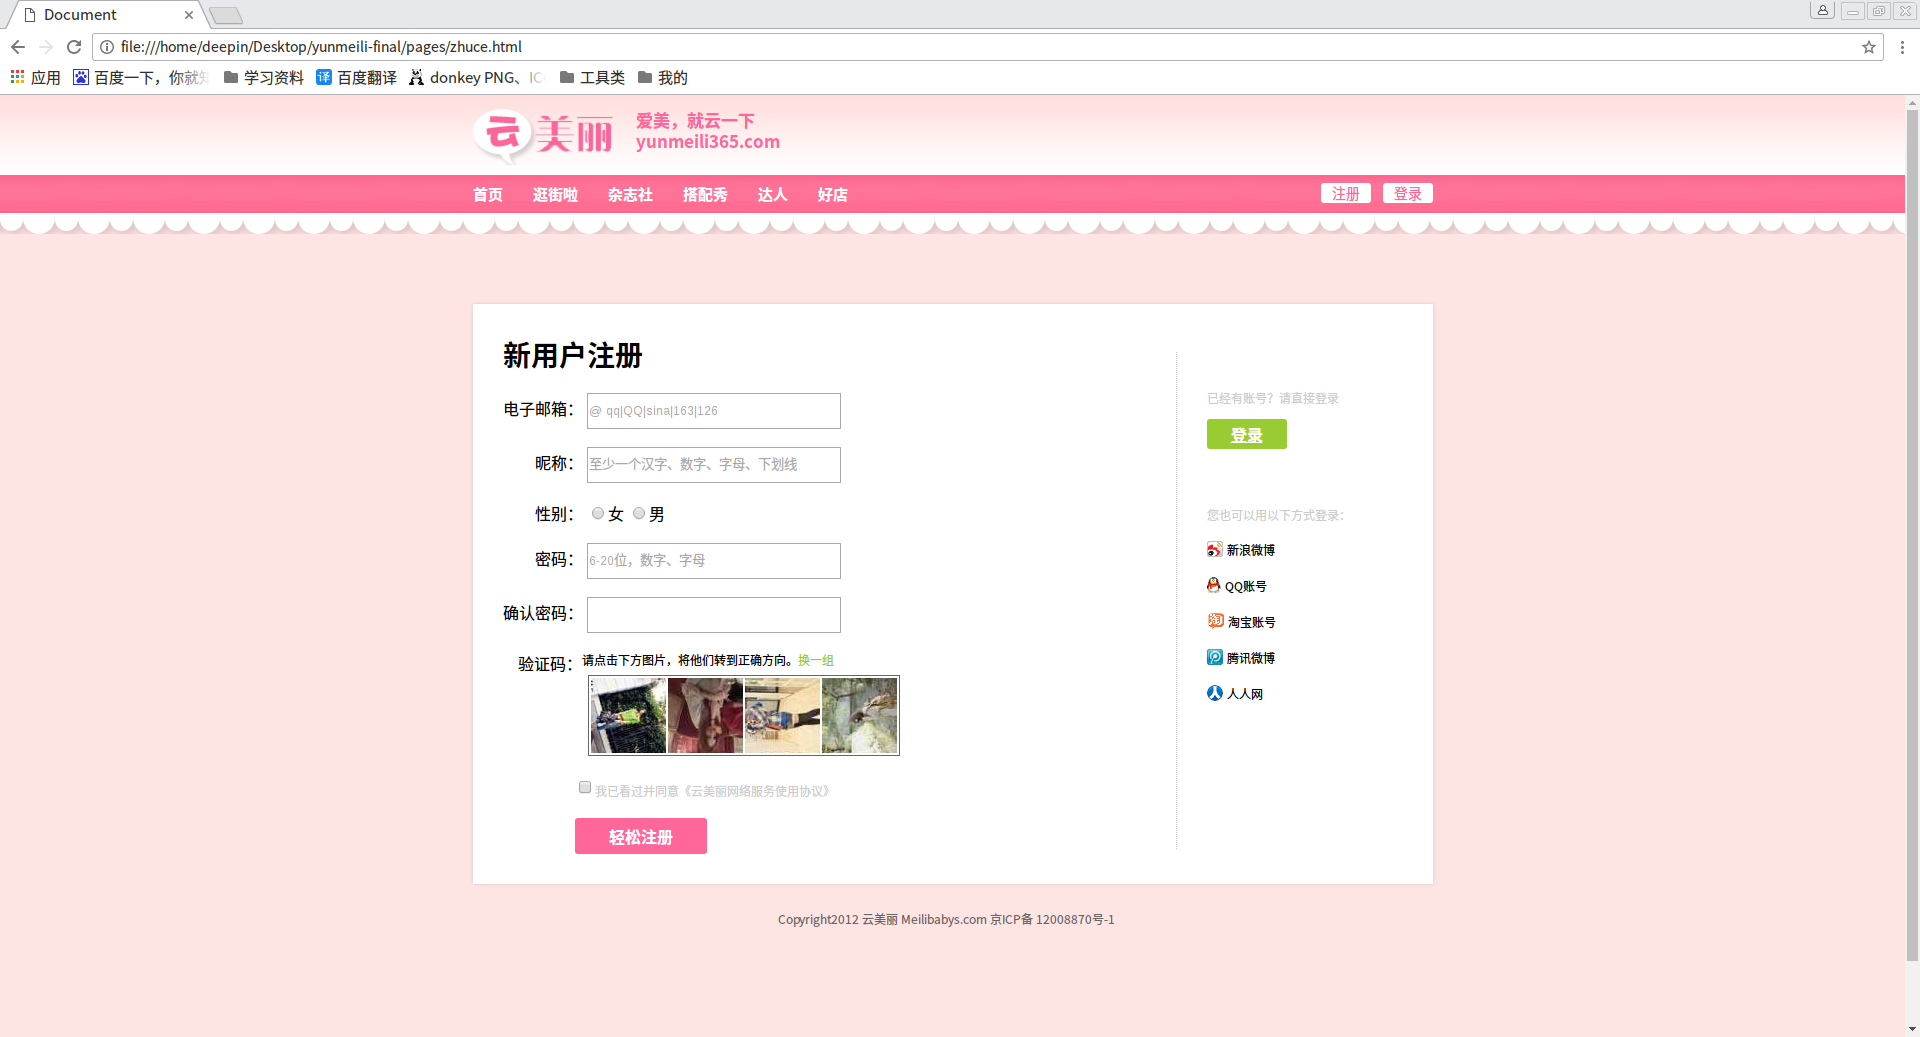 Document
file:///home/deepin/Desktop/yunmeili-final/pages/zhuce.html
应用 百度一下，你就知 学习资料 译 百度翻译 donkey PNG、IC 工具类 我的
云美丽 爱美，就云一下
yunmeili365.com
首页 逛街啦 杂志社 搭配秀 达人 好店 注册 登录
新用户注册
电子邮箱： @ qq|QQ|sina|163|126
昵称： 至少一个汉字、数字、字母、下划线
性别： 女 男
密码： 6-20位，数字、字母
确认密码：
验证码： 请点击下方图片，将他们转到正确方向。换一组
我已看过并同意《云美丽网络服务使用协议》
轻松注册
已经有账号？请直接登录
登录
您也可以用以下方式登录：
新浪微博
QQ账号
淘 淘宝账号
腾讯微博
人人网
Copyright2012 云美丽 Meilibabys.com 京ICP备 12008870号-1